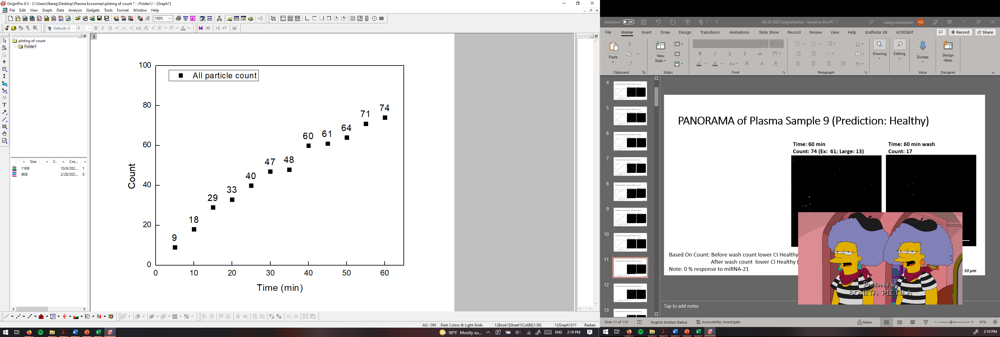 OriginPro 8.5 - C:\Users\Nareg\Desktop\Plasma Exosomes\ploting of count * - /Folder1/ - [Graph1]
File Edit View Graph Data Analysis Gadgets Tools Format Window Help
100%
Default: A 0
ploting of count
Folder1
Size C. Cre...
11KB 10/9/202... 1
8KB 2/28/202... 0
1
All particle count
100
80
60
40
20
0
9
18
29
33
40
47
48
60
61
64
71
74
Count
0 10 20 30 40 50 60
Time (min)
AU : ON Dark Colors & Light Grids 1:[Book1]Sheet1!Col(B)[1:30] 1:[Graph1]1!1 Radian
90°F Mostly su... ENG 2:19 PM
AutoSave Off 04-20-2022 lung blind tes • Saved to this PC nareg ohannesian NO
File Home Insert Draw Design Transitions Animations Slide Show Record Review View Help EndNote X8 ACROBAT Record Share
Paste New Slide 18 Drawing Editing Dictate Design Ideas
Clipboard Slides Font Paragraph Voice Designer
4
5
6
7
8
9
10
11
12
13
PANORAMA of Plasma Sample 9 (Prediction: Healthy)
Time: 60 min
Count: 74 (Ex: 61; Large: 13)
Time: 60 min wash
Count: 17
Based On Count: Before wash count lower CI Healthy
After wash count lower CI Healthy (
Note: 0 % response to miRNA-21
10 μm
Produced by
BONITA PIETILA
Tap to add notes
Slide 11 of 110 English (United States) Accessibility: Investigate Notes 81%
2:19 PM